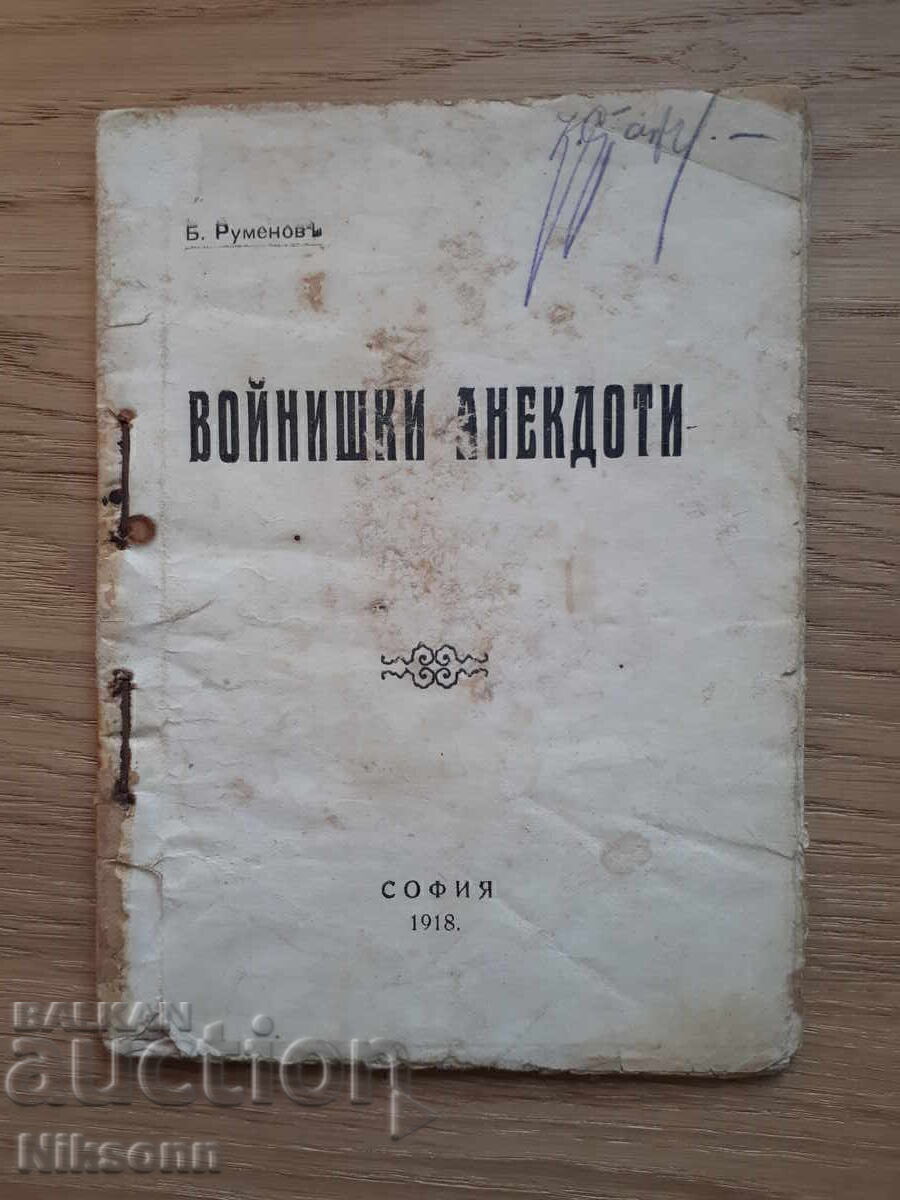 Б. Руменовъ
ВОЙНИШКИ АНЕКДОТИ
СОФИЯ
1918.
BALKAN
auction
Niksonn